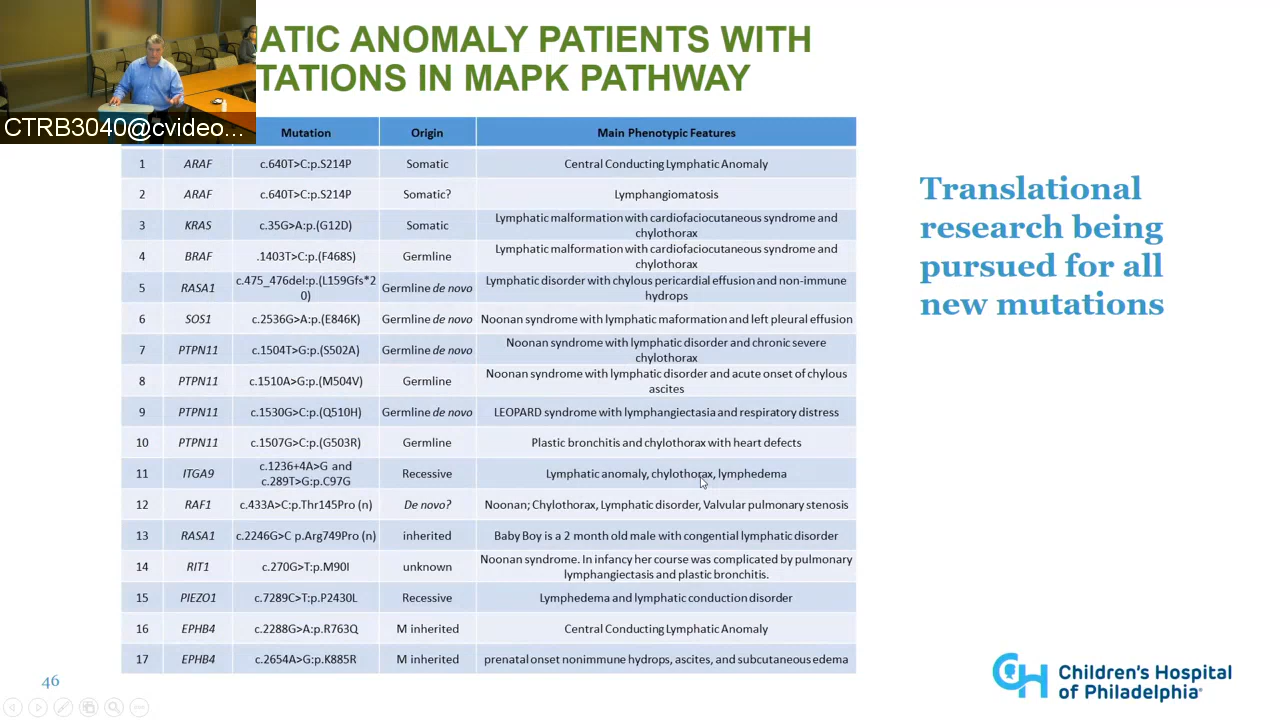 ATIC ANOMALY PATIENTS WITH
TATIONS IN MAPK PATHWAY
CTRB3040@cvideo...
Mutation Origin Main Phenotypic Features
1 ARAF c.640T>C:p.S214P Somatic Central Conducting Lymphatic Anomaly
2 ARAF c.640T>C:p.S214P Somatic? Lymphangiomatosis
3 KRAS c.35G>A:p.(G12D) Somatic Lymphatic malformation with cardiofaciocutaneous syndrome and
chylothorax
4 BRAF .1403T>C:p.(F468S) Germline Lymphatic malformation with cardiofaciocutaneous syndrome and
chylothorax
5 RASA1 c.475_476del:p.(L159Gfs*2
0) Germline de novo Lymphatic disorder with chylous pericardial effusion and non-immune
hydrops
6 SOS1 c.2536G>A:p.(E846K) Germline de novo Noonan syndrome with lymphatic maformation and left pleural effusion
7 PTPN11 c.1504T>G:p.(S502A) Germline de novo Noonan syndrome with lymphatic disorder and chronic severe
chylothorax
8 PTPN11 c.1510A>G:p.(M504V) Germline Noonan syndrome with lymphatic disorder and acute onset of chylous
ascites
9 PTPN11 c.1530G>C:p.(Q510H) Germline de novo LEOPARD syndrome with lymphangiectasia and respiratory distress
10 PTPN11 c.1507G>C:p.(G503R) Germline Plastic bronchitis and chylothorax with heart defects
11 ITGA9 c.1236+4A>G and
c.289T>G:p.C97G Recessive Lymphatic anomaly, chylothorax, lymphedema
12 RAF1 c.433A>C:p.Thr145Pro (n) De novo? Noonan; Chylothorax, Lymphatic disorder, Valvular pulmonary stenosis
13 RASA1 c.2246G>C p.Arg749Pro (n) inherited Baby Boy is a 2 month old male with congential lymphatic disorder
14 RIT1 c.270G>T:p.M90I unknown Noonan syndrome. In infancy her course was complicated by pulmonary
lymphangiectasis and plastic bronchitis.
15 PIEZO1 c.7289C>T:p.P2430L Recessive Lymphedema and lymphatic conduction disorder
16 EPHB4 c.2288G>A:p.R763Q M inherited Central Conducting Lymphatic Anomaly
17 EPHB4 c.2654A>G:p.K885R M inherited prenatal onset nonimmune hydrops, ascites, and subcutaneous edema
Translational
research being
pursued for all
new mutations
46
CH Children's Hospital
of Philadelphia